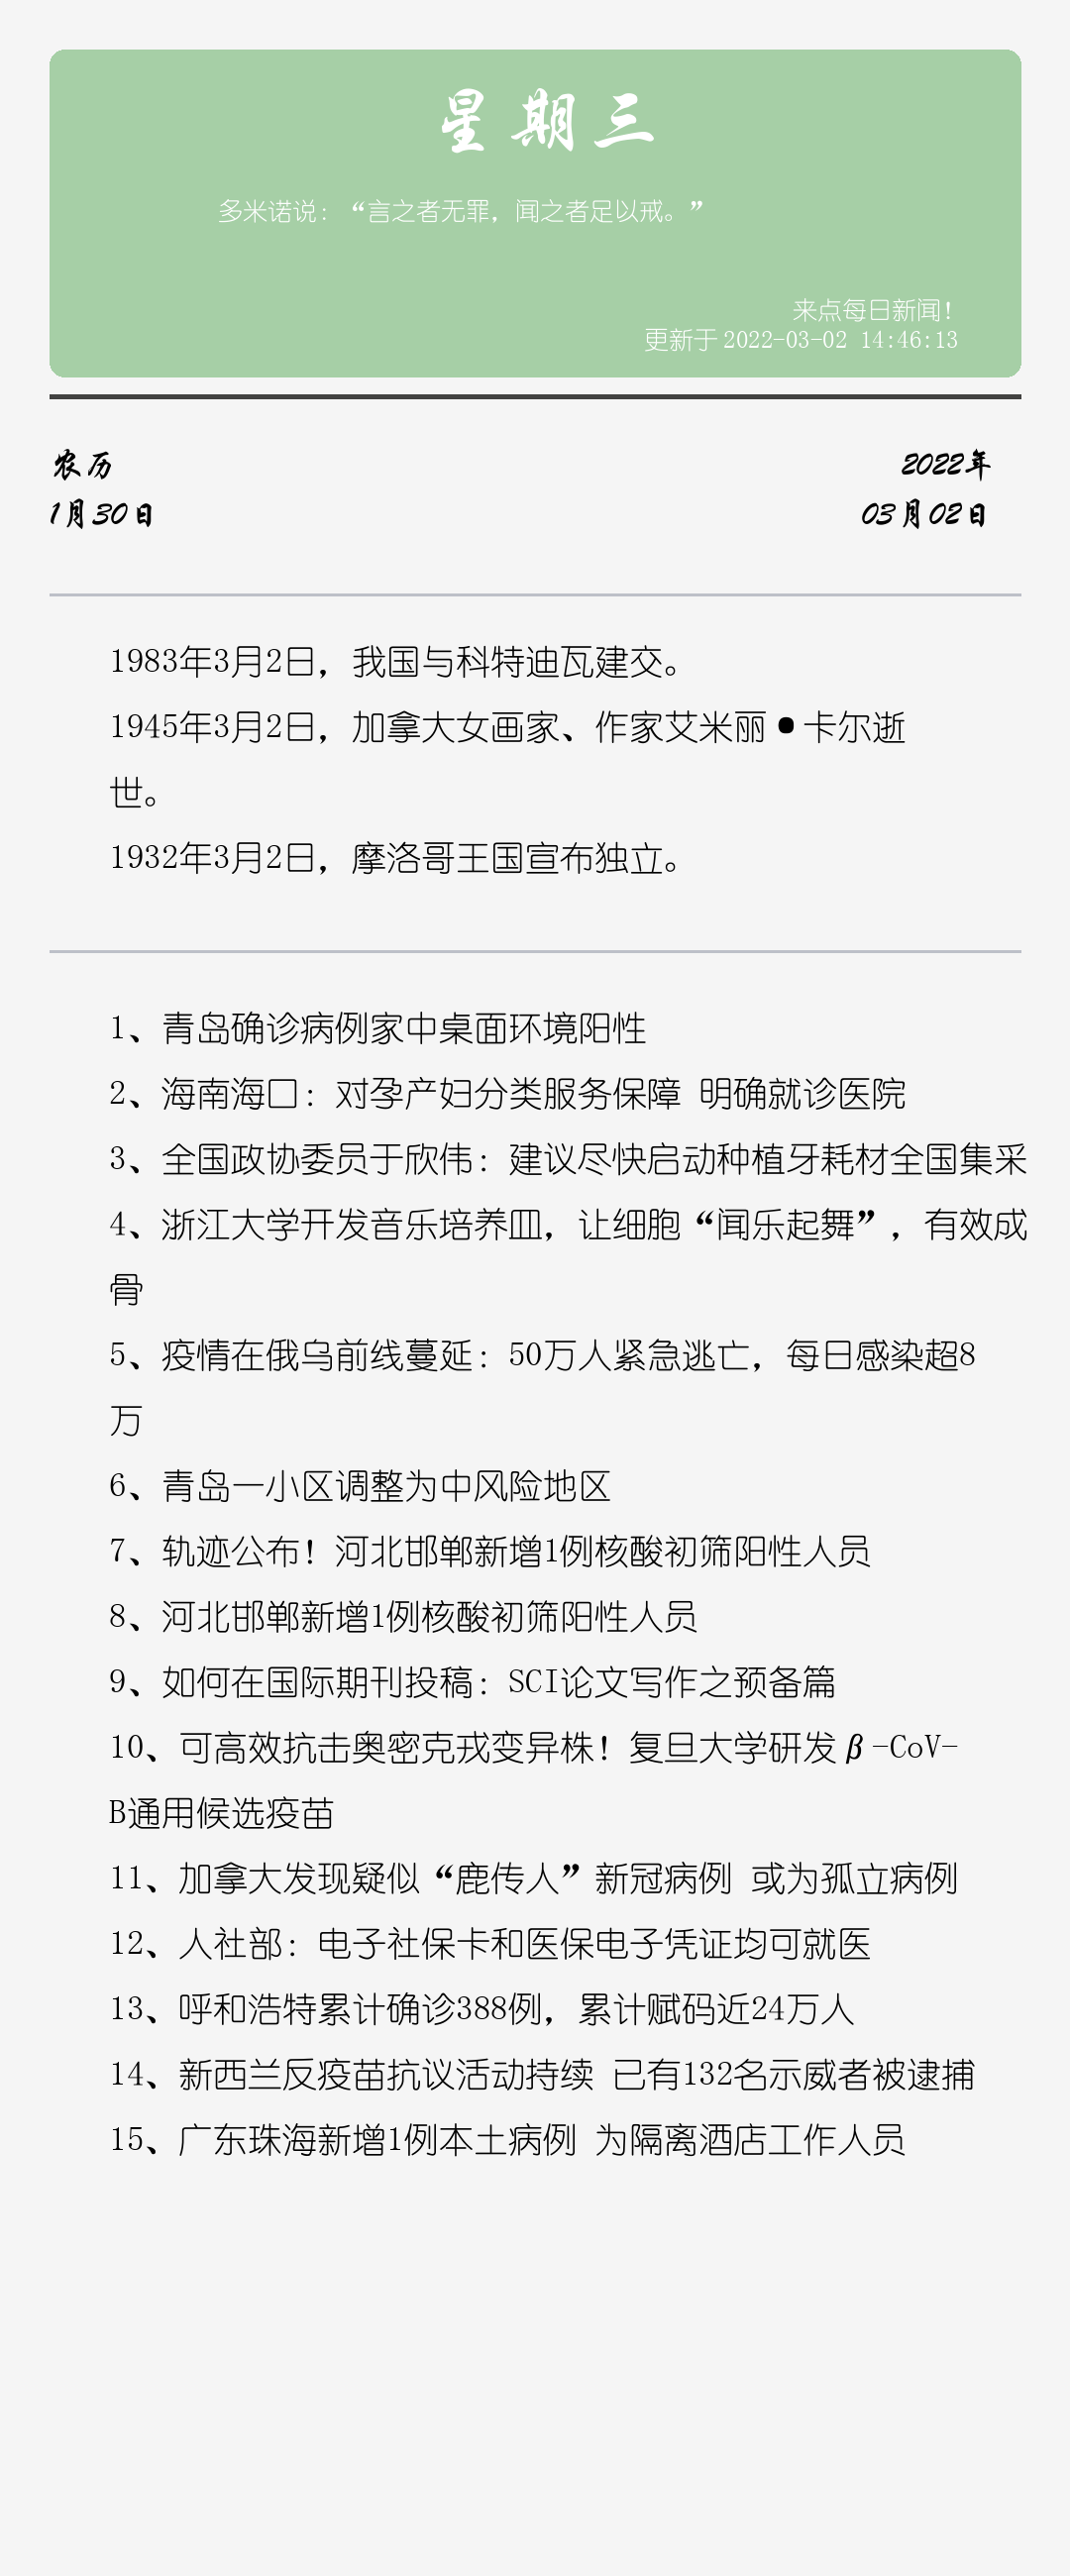 星期三
多米诺说：“言之者无罪，闻之者足以戒。”
来点每日新闻！
更新于 2022-03-02 14:46:13
农历
2022年
1月30日
03月02日
1983年3月2日，我国与科特迪瓦建交。
1945年3月2日，加拿大女画家、作家艾米丽•卡尔逝
世。
1932年3月2日，摩洛哥王国宣布独立。
1、青岛确诊病例家中桌面环境阳性
2、海南海口：对孕产妇分类服务保障 明确就诊医院
3、全国政协委员于欣伟：建议尽快启动种植牙耗材全国集采
4、浙江大学开发音乐培养皿，让细胞“闻乐起舞”，有效成
骨
5、疫情在俄乌前线蔓延：50万人紧急逃亡，每日感染超8
万
6、青岛一小区调整为中风险地区
7、轨迹公布！河北邯郸新增1例核酸初筛阳性人员
8、河北邯郸新增1例核酸初筛阳性人员
9、如何在国际期刊投稿：SCI论文写作之预备篇
10、可高效抗击奥密克戎变异株！复旦大学研发β-CoV-
B通用候选疫苗
11、加拿大发现疑似“鹿传人”新冠病例 或为孤立病例
12、人社部：电子社保卡和医保电子凭证均可就医
13、呼和浩特累计确诊388例，累计赋码近24万人
14、新西兰反疫苗抗议活动持续 已有132名示威者被逮捕
15、广东珠海新增1例本土病例 为隔离酒店工作人员